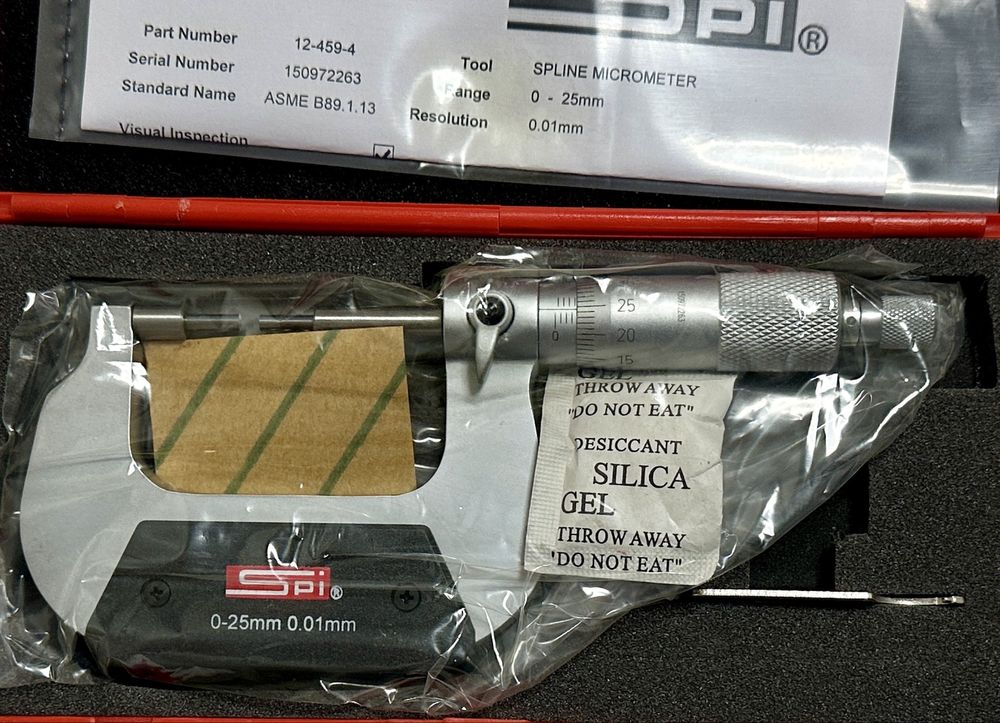 SPi®
Part Number 12-459-4
Serial Number 150972263
Standard Name ASME B89.1.13
Visual Inspection
Tool SPLINE MICROMETER
Range 0 - 25mm
Resolution 0.01mm
0
25
20
15
GEL
THROW AWAY
"DO NOT EAT"
DESICCANT
SILICA
GEL
THROW AWAY
"DO NOT EAT"
SPi®
0-25mm 0.01mm